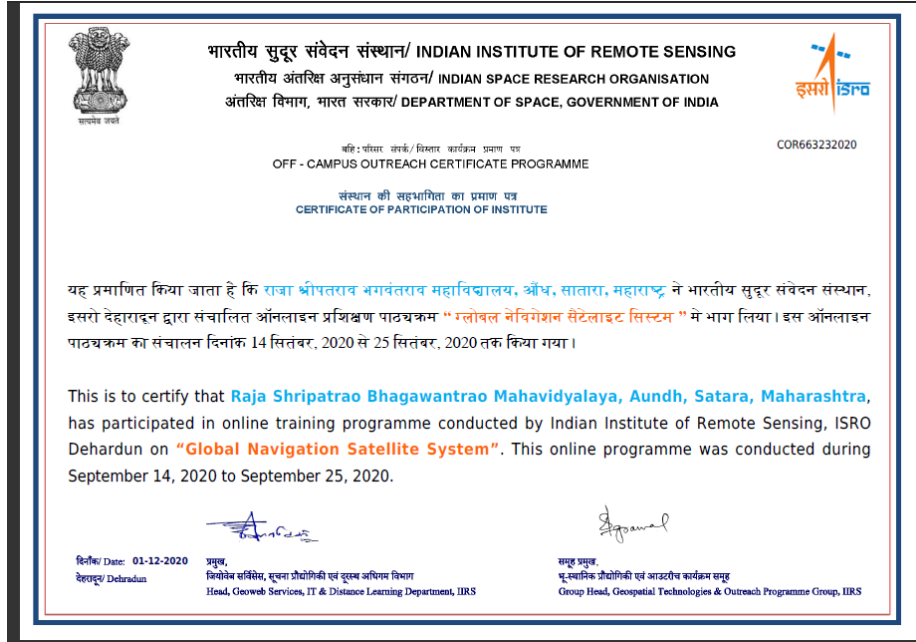 भारतीय सुदूर संवेदन संस्थान/ INDIAN INSTITUTE OF REMOTE SENSING
भारतीय अंतरिक्ष अनुसंधान संगठन/ INDIAN SPACE RESEARCH ORGANISATION
अंतरिक्ष विभाग, भारत सरकार/ DEPARTMENT OF SPACE, GOVERNMENT OF INDIA
सत्यमेव जयते
इसरो isro
COR663232020
बहि: परिसर संपर्क/ विस्तार कार्यक्रम प्रमाण पत्र
OFF - CAMPUS OUTREACH CERTIFICATE PROGRAMME
संस्थान की सहभागिता का प्रमाण पत्र
CERTIFICATE OF PARTICIPATION OF INSTITUTE
यह प्रमाणित किया जाता है कि राजा श्रीपतराव भगवंतराव महाविद्यालय, औंध, सातारा, महाराष्ट्र ने भारतीय सुदूर संवेदन संस्थान,
इसरो देहारादून द्वारा संचालित ऑनलाइन प्रशिक्षण पाठ्यक्रम “ ग्लोबल नेविगेशन सैटेलाइट सिस्टम ” मे भाग लिया। इस ऑनलाइन
पाठ्यक्रम का संचालन दिनांक 14 सितंबर, 2020 से 25 सितंबर, 2020 तक किया गया।
This is to certify that Raja Shripatrao Bhagawantrao Mahavidyalaya, Aundh, Satara, Maharashtra,
has participated in online training programme conducted by Indian Institute of Remote Sensing, ISRO
Dehardun on “Global Navigation Satellite System”. This online programme was conducted during
September 14, 2020 to September 25, 2020.
दिनाँक/ Date: 01-12-2020
देहरादून/ Dehradun
प्रमुख,
जियोवेब सर्विसेस, सूचना प्रौद्योगिकी एवं दूरस्थ अधिगम विभाग
Head, Geoweb Services, IT & Distance Learning Department, IIRS
Agrawal
समूह प्रमुख,
भू-स्थानिक प्रौद्योगिकी एवं आउटरीच कार्यक्रम समूह
Group Head, Geospatial Technologies & Outreach Programme Group, IIRS